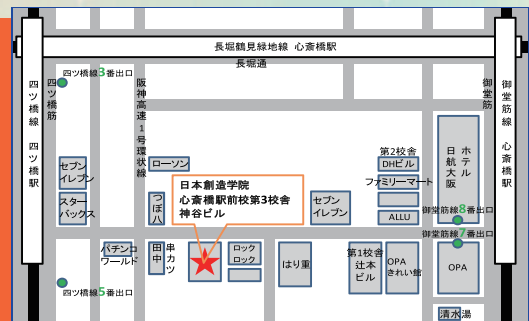 長堀鶴見緑地線 心斎橋駅
長堀通
四ツ橋線 四ツ橋駅
四ツ橋筋
四ツ橋線3番出口
阪神高速1号環状線
御堂筋
御堂筋線 心斎橋駅
セブン
イレブン
スター
バックス
ローソン
つぼ八
日本創造学院
心斎橋駅前校第3校舎
神谷ビル
セブン
イレブン
第2校舎
DHビル
ファミリーマート
ALLU
ホテル
日航大阪
御堂筋線8番出口
御堂筋線7番出口
パチンコ
ワールド
串カツ
田中
ロック
ロック
はり重
第1校舎
辻本
ビル
OPA
きれい館
OPA
四ツ橋線5番出口
清水湯